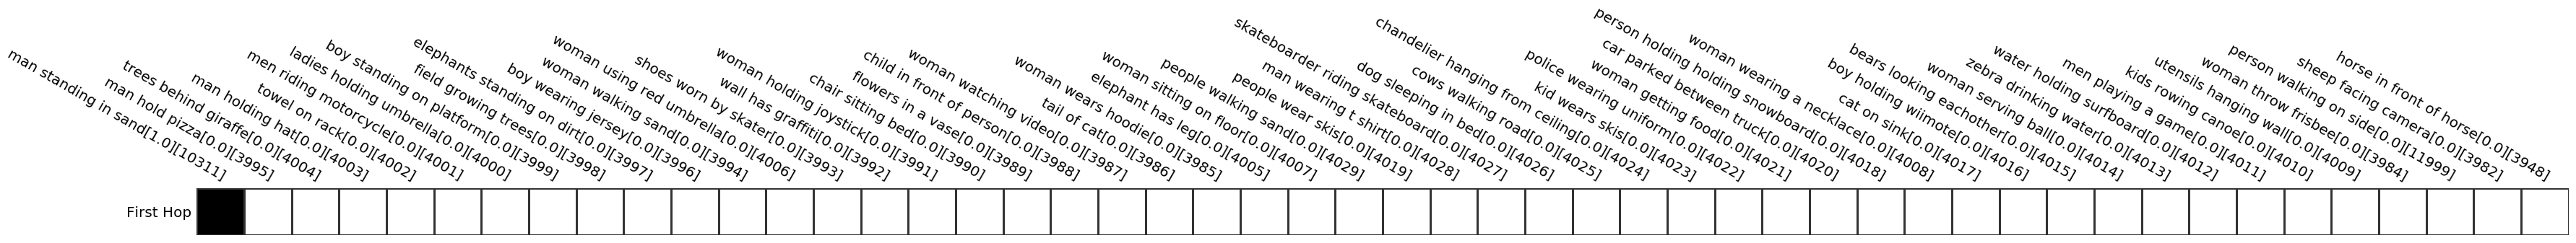 man standing in sand[1.0][10311]
man hold pizza[0.0][3995]
trees behind giraffe[0.0][4004]
man holding hat[0.0][4003]
towel on rack[0.0][4002]
men riding motorcycle[0.0][4001]
ladies holding umbrella[0.0][4000]
boy standing on platform[0.0][3999]
field growing trees[0.0][3998]
elephants standing on dirt[0.0][3997]
boy wearing jersey[0.0][3996]
woman walking sand[0.0][3994]
woman using red umbrella[0.0][4006]
shoes worn by skater[0.0][3993]
wall has graffiti[0.0][3992]
woman holding joystick[0.0][3991]
chair sitting bed[0.0][3990]
flowers in a vase[0.0][3989]
child in front of person[0.0][3988]
woman watching video[0.0][3987]
tail of cat[0.0][3986]
woman wears hoodie[0.0][3985]
elephant has leg[0.0][4005]
woman sitting on floor[0.0][4007]
people walking sand[0.0][4029]
people wear skis[0.0][4019]
man wearing t shirt[0.0][4028]
skateboarder riding skateboard[0.0][4027]
dog sleeping in bed[0.0][4026]
cows walking road[0.0][4025]
chandelier hanging from ceiling[0.0][4024]
kid wears skis[0.0][4023]
police wearing uniform[0.0][4022]
woman getting food[0.0][4021]
car parked between truck[0.0][4020]
person holding holding snowboard[0.0][4018]
woman wearing a necklace[0.0][4008]
cat on sink[0.0][4017]
boy holding wiimote[0.0][4016]
bears looking eachother[0.0][4015]
woman serving ball[0.0][4014]
zebra drinking water[0.0][4013]
water holding surfboard[0.0][4012]
men playing a game[0.0][4011]
kids rowing canoe[0.0][4010]
utensils hanging wall[0.0][4009]
woman throw frisbee[0.0][3984]
person walking on side[0.0][11999]
sheep facing camera[0.0][3982]
horse in front of horse[0.0][3948]
First Hop